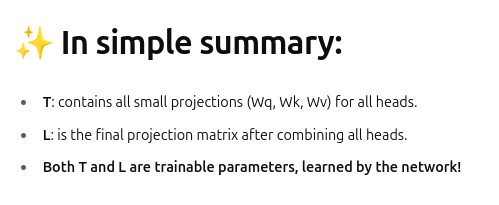 ✨ In simple summary:
• T: contains all small projections (Wq, Wk, Wv) for all heads.
• L: is the final projection matrix after combining all heads.
• Both T and L are trainable parameters, learned by the network!